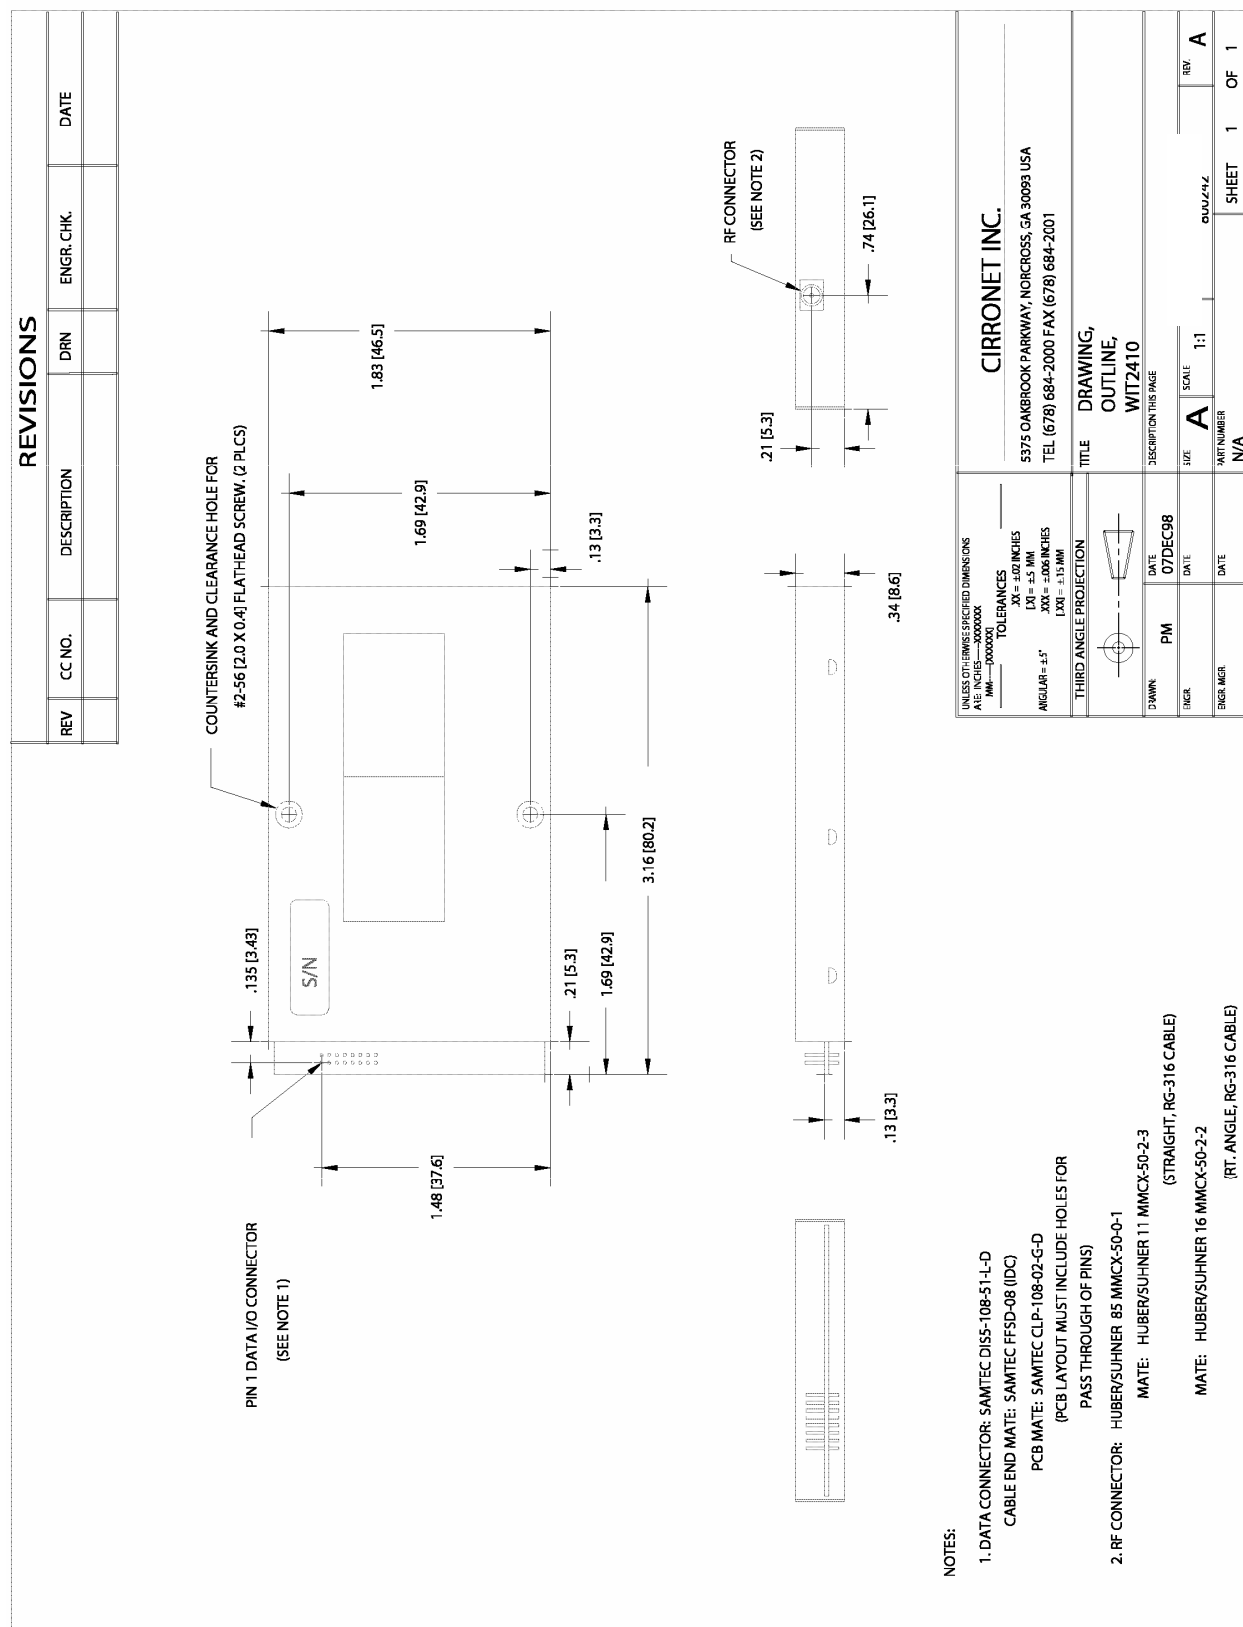 REVISIONS
REV CC NO. DESCRIPTION DRN ENGR. CHK. DATE
COUNTERSINK AND CLEARANCE HOLE FOR
#2-56 [2.0 X 0.4] FLATHEAD SCREW. (2 PLCS)
PIN 1 DATA I/O CONNECTOR
(SEE NOTE 1)
.135 [3.43]
S/N
1.83 [46.5]
1.69 [42.9]
.13 [3.3]
1.48 [37.6]
.21 [5.3]
1.69 [42.9]
3.16 [80.2]
RF CONNECTOR
(SEE NOTE 2)
.21 [5.3]
.74 [26.1]
.34 [8.6]
.13 [3.3]
NOTES:
1. DATA CONNECTOR: SAMTEC DIS5-108-51-L-D
CABLE END MATE: SAMTEC FFSD-08 (IDC)
PCB MATE: SAMTEC CLP-108-02-G-D
(PCB LAYOUT MUST INCLUDE HOLES FOR
PASS THROUGH OF PINS)
2. RF CONNECTOR: HUBER/SUHNER 85 MMCX-50-0-1
MATE: HUBER/SUHNER 11 MMCX-50-2-3
(STRAIGHT, RG-316 CABLE)
MATE: HUBER/SUHNER 16 MMCX-50-2-2
(RT. ANGLE, RG-316 CABLE)
UNLESS OTHERWISE SPECIFIED DIMENSIONS
ARE: INCHES-----.XXXXXXX
MM-----[XXXXXX]
TOLERANCES
.XX = ±.02 INCHES
[.X] = ±.5 MM
.XXX = ±.006 INCHES
[.XX] = ±.15 MM
ANGULAR = ±.5°
THIRD ANGLE PROJECTION
DRAWN: PM DATE 07DEC98
ENGR. DATE
ENGR. MGR. DATE
CIRRONET INC.
5375 OAKBROOK PARKWAY, NORCROSS, GA 30093 USA
TEL (678) 684-2000 FAX (678) 684-2001
TITLE DRAWING,
OUTLINE,
WIT2410
DESCRIPTION THIS PAGE
SIZE A SCALE 1:1 800242 REV. A
PART NUMBER
N/A
SHEET 1 OF 1